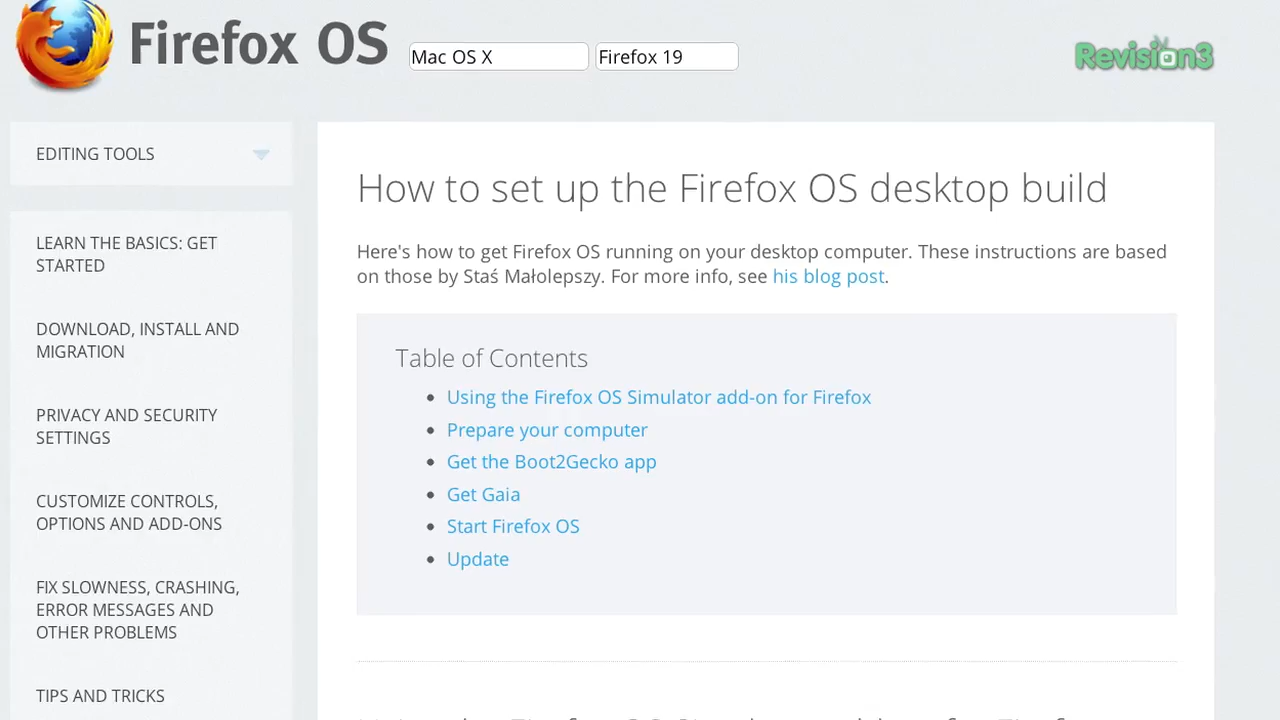 Firefox OS
Mac OS X
Firefox 19
Revision3
EDITING TOOLS
LEARN THE BASICS: GET
STARTED
DOWNLOAD, INSTALL AND
MIGRATION
PRIVACY AND SECURITY
SETTINGS
CUSTOMIZE CONTROLS,
OPTIONS AND ADD-ONS
FIX SLOWNESS, CRASHING,
ERROR MESSAGES AND
OTHER PROBLEMS
TIPS AND TRICKS
How to set up the Firefox OS desktop build
Here's how to get Firefox OS running on your desktop computer. These instructions are based
on those by Staś Małolepszy. For more info, see his blog post.
Table of Contents
Using the Firefox OS Simulator add-on for Firefox
Prepare your computer
Get the Boot2Gecko app
Get Gaia
Start Firefox OS
Update